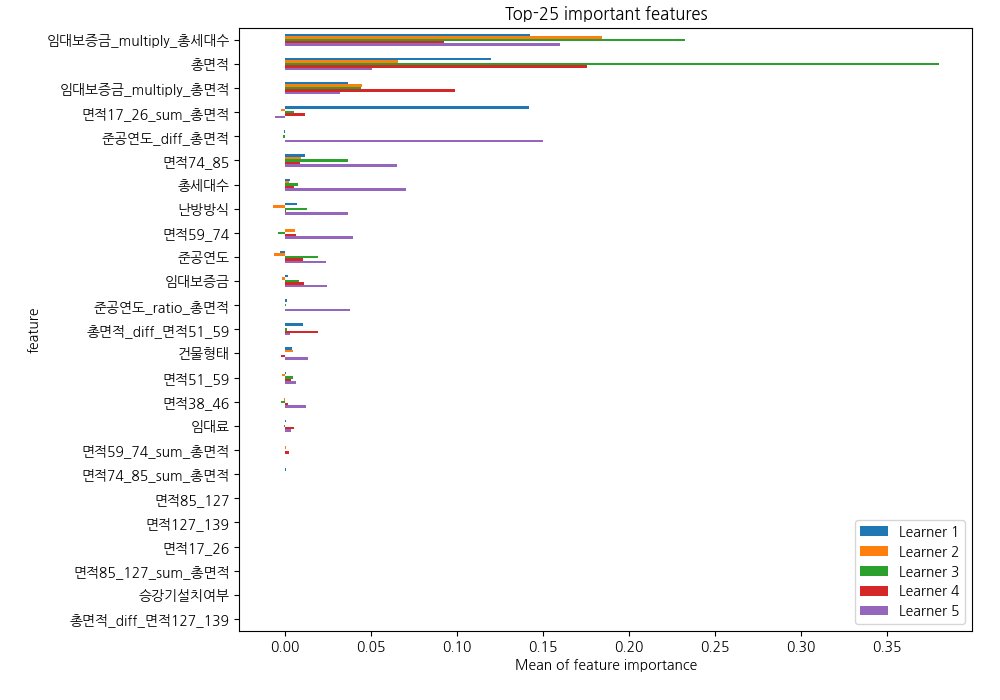 Top-25 important features
임대보증금_multiply_총세대수
총면적
임대보증금_multiply_총면적
면적17_26_sum_총면적
준공연도_diff_총면적
면적74_85
총세대수
난방방식
면적59_74
준공연도
임대보증금
준공연도_ratio_총면적
총면적_diff_면적51_59
건물형태
면적51_59
면적38_46
임대료
면적59_74_sum_총면적
면적74_85_sum_총면적
면적85_127
면적127_139
면적17_26
면적85_127_sum_총면적
승강기설치여부
총면적_diff_면적127_139
feature
Learner 1
Learner 2
Learner 3
Learner 4
Learner 5
0.00 0.05 0.10 0.15 0.20 0.25 0.30 0.35
Mean of feature importance